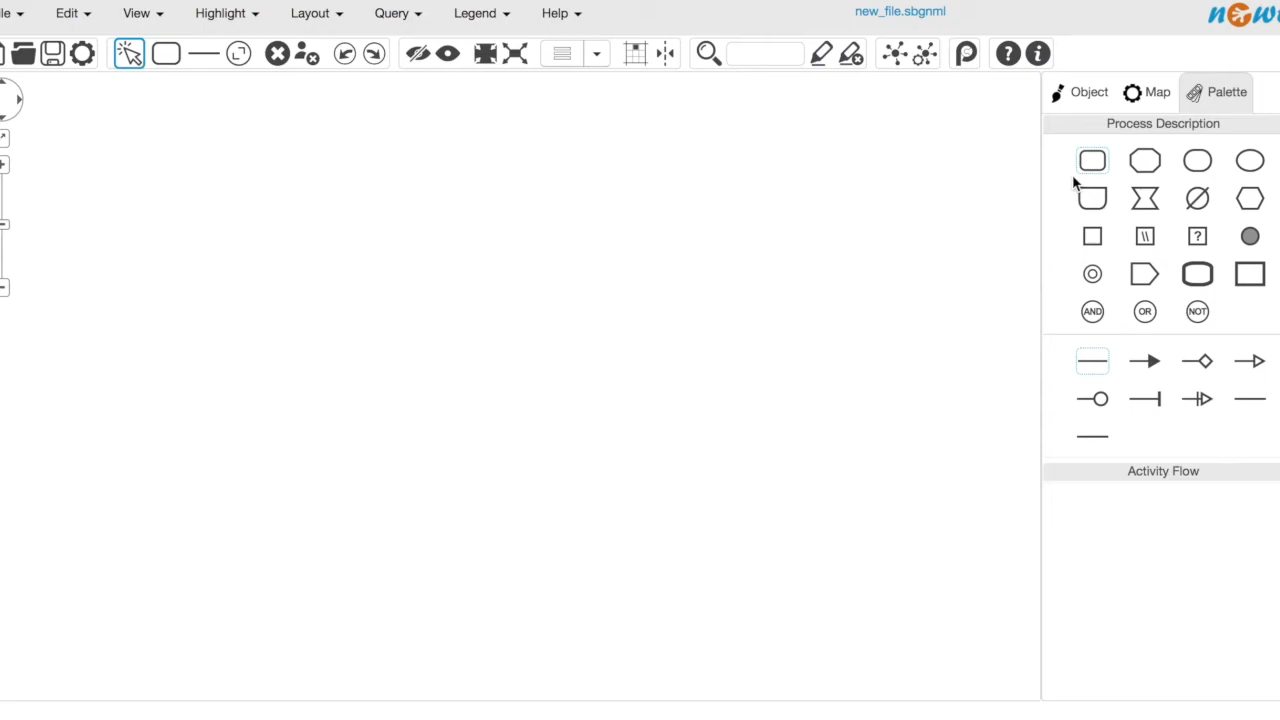 le Edit View Highlight Layout Query Legend Help new_file.sbgnml
Object Map Palette
Process Description
\\ ?
AND OR NOT
Activity Flow